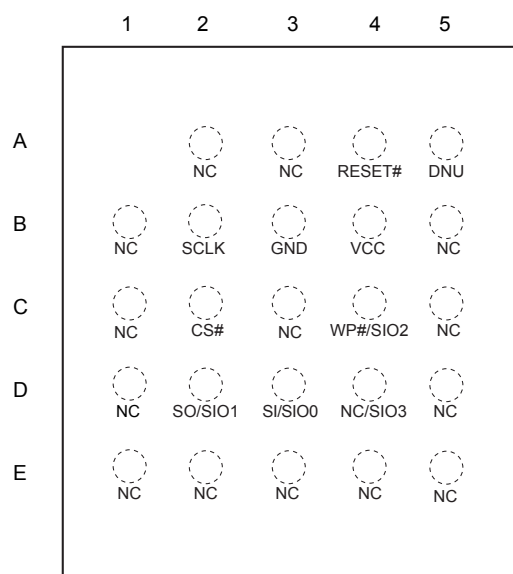 1 2 3 4 5
A
NC NC RESET# DNU
B
NC SCLK GND VCC NC
C
NC CS# NC WP#/SIO2 NC
D
NC SO/SIO1 SI/SIO0 NC/SIO3 NC
E
NC NC NC NC NC